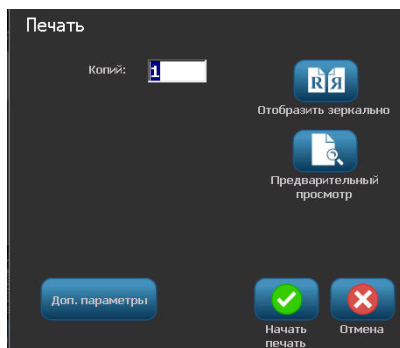 Печать
Копий:
1
R Я
Отобразить зеркально
Предварительный
просмотр
Доп. параметры
Начать
печать
Отмена